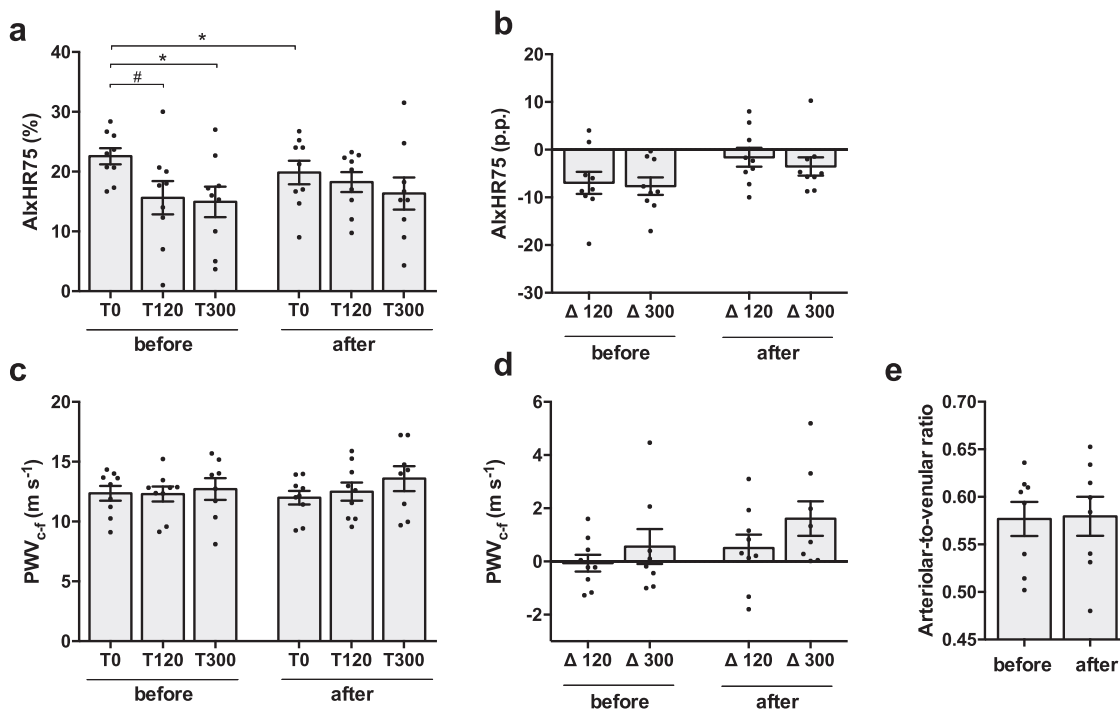 a
AIxHR75 (%)
40
30
20
10
0
*
*
#
T0 T120 T300 T0 T120 T300
before after
b
AIxHR75 (p.p.)
20
10
0
-10
-20
-30
Δ 120 Δ 300 Δ 120 Δ 300
before after
c
PWVc-f (m s-1)
20
15
10
5
0
T0 T120 T300 T0 T120 T300
before after
d
PWVc-f (m s-1)
6
4
2
0
-2
Δ 120 Δ 300 Δ 120 Δ 300
before after
e
Arteriolar-to-venular ratio
0.70
0.65
0.60
0.55
0.50
0.45
before after